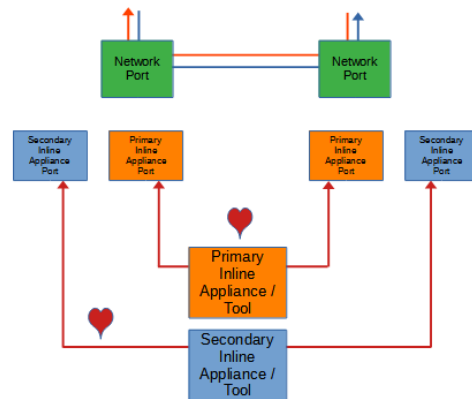 Network
Port
Network
Port
Secondary
Inline
Appliance
Port
Primary
Inline
Appliance
Port
Primary
Inline
Appliance
Port
Secondary
Inline
Appliance
Port
Primary
Inline
Appliance /
Tool
Secondary
Inline
Appliance /
Tool